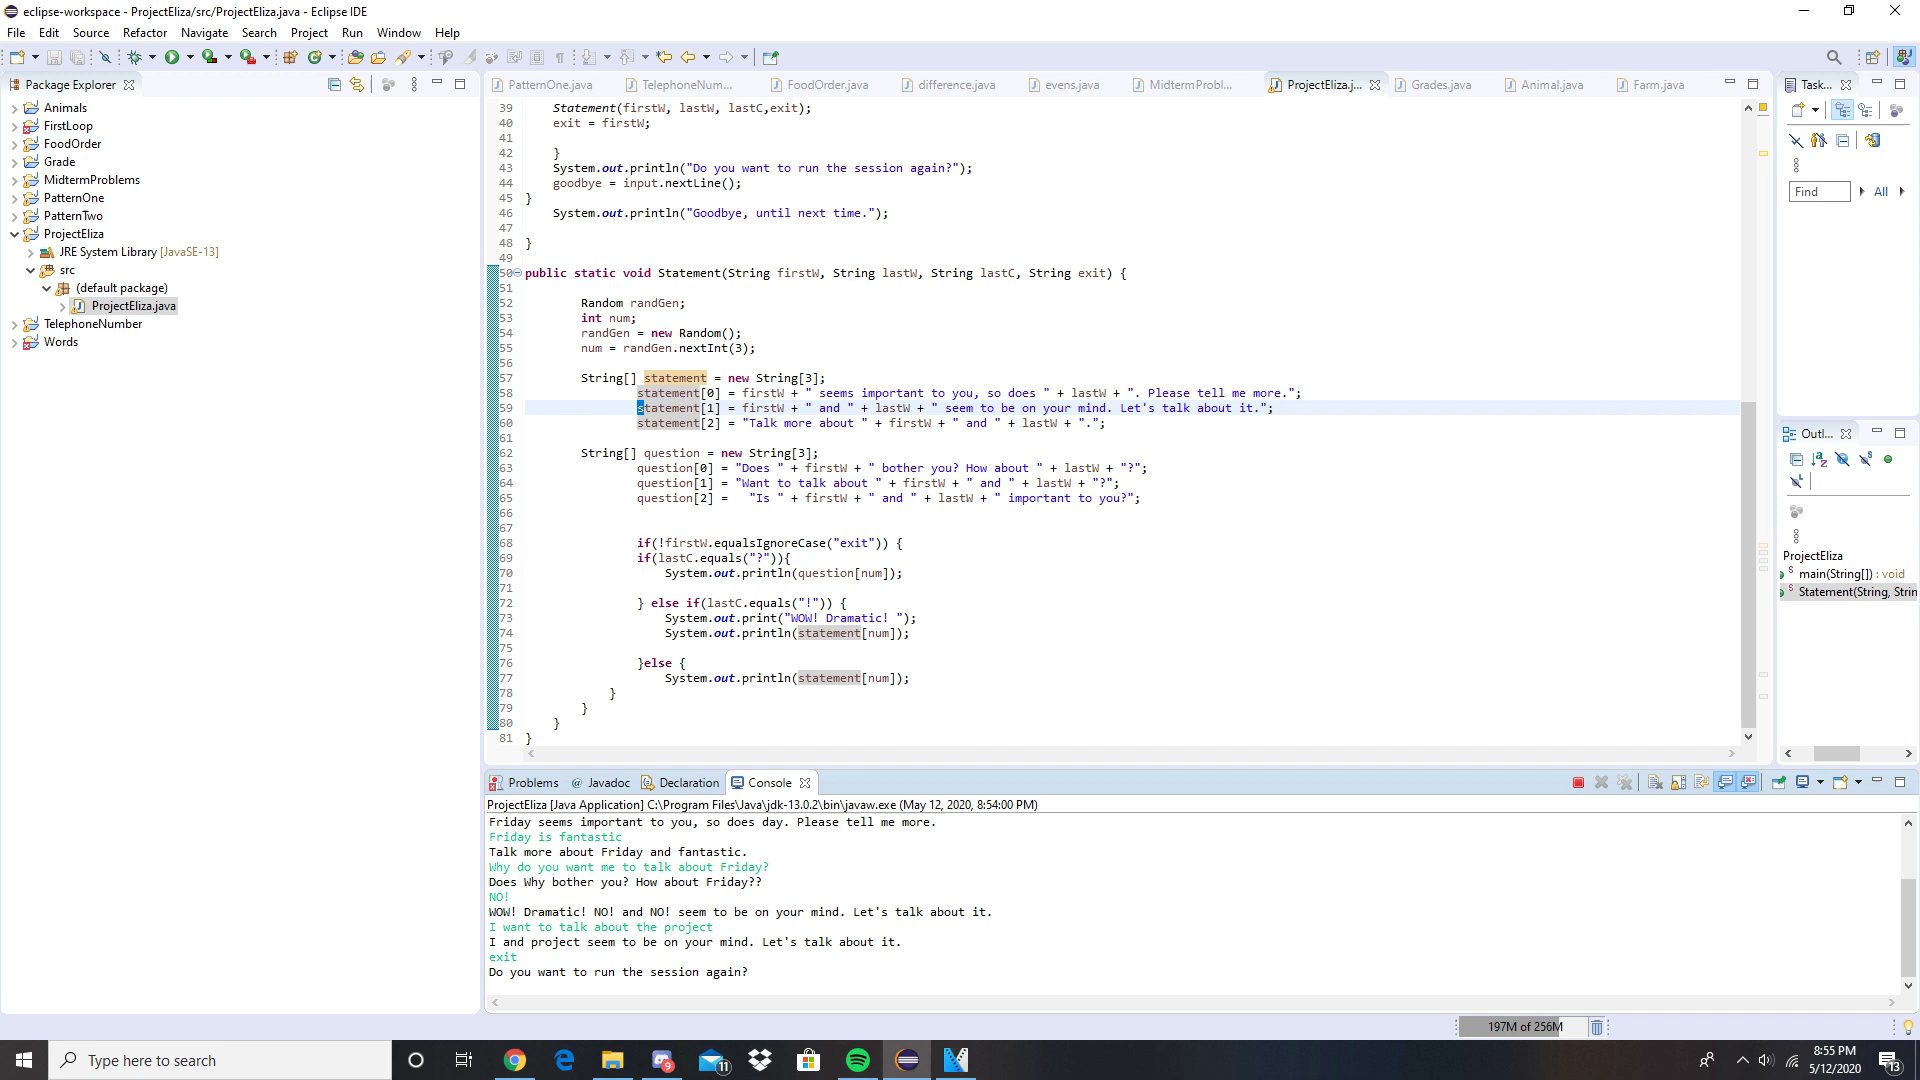 eclipse-workspace - ProjectEliza/src/ProjectEliza.java - Eclipse IDE
File Edit Source Refactor Navigate Search Project Run Window Help
Package Explorer
Animals
FirstLoop
FoodOrder
Grade
MidtermProblems
PatternOne
PatternTwo
ProjectEliza
JRE System Library [JavaSE-13]
src
(default package)
ProjectEliza.java
TelephoneNumber
Words
PatternOne.java TelephoneNum... FoodOrder.java difference.java evens.java MidtermProbl... ProjectEliza.j... Grades.java Animal.java Farm.java
39 Statement(firstW, lastW, lastC,exit);
40 exit = firstW;
41
42 }
43 System.out.println("Do you want to run the session again?");
44 goodbye = input.nextLine();
45 }
46 System.out.println("Goodbye, until next time.");
47
48 }
49
50 public static void Statement(String firstW, String lastW, String lastC, String exit) {
51
52 Random randGen;
53 int num;
54 randGen = new Random();
55 num = randGen.nextInt(3);
56
57 String[] statement = new String[3];
58 statement[0] = firstW + " seems important to you, so does " + lastW + ". Please tell me more.";
59 statement[1] = firstW + " and " + lastW + " seem to be on your mind. Let's talk about it.";
60 statement[2] = "Talk more about " + firstW + " and " + lastW + ".";
61
62 String[] question = new String[3];
63 question[0] = "Does " + firstW + " bother you? How about " + lastW + "?";
64 question[1] = "Want to talk about " + firstW + " and " + lastW + "?";
65 question[2] = "Is " + firstW + " and " + lastW + " important to you?";
66
67
68 if(!firstW.equalsIgnoreCase("exit")) {
69 if(lastC.equals("?")){
70 System.out.println(question[num]);
71
72 } else if(lastC.equals("!")) {
73 System.out.print("WOW! Dramatic! ");
74 System.out.println(statement[num]);
75
76 }else {
77 System.out.println(statement[num]);
78 }
79 }
80 }
81 }
Task...
Find All
Outl...
ProjectEliza
main(String[]) : void
Statement(String, Strin
Problems Javadoc Declaration Console
ProjectEliza [Java Application] C:\Program Files\Java\jdk-13.0.2\bin\javaw.exe (May 12, 2020, 8:54:00 PM)
Friday seems important to you, so does day. Please tell me more.
Friday is fantastic
Talk more about Friday and fantastic.
Why do you want me to talk about Friday?
Does Why bother you? How about Friday??
NO!
WOW! Dramatic! NO! and NO! seem to be on your mind. Let's talk about it.
I want to talk about the project
I and project seem to be on your mind. Let's talk about it.
exit
Do you want to run the session again?
197M of 256M
Type here to search
9
11
8:55 PM
5/12/2020
13